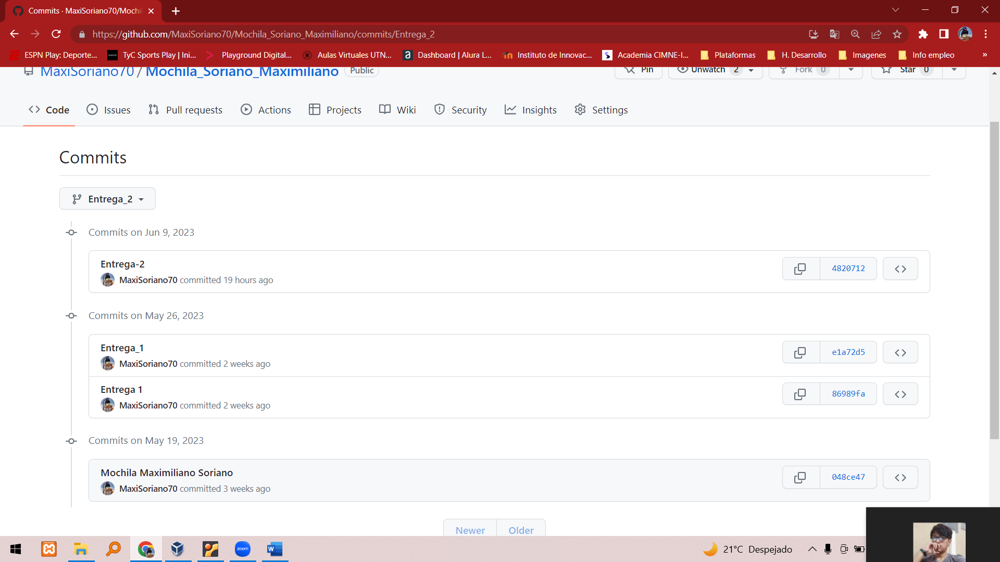 Commits · MaxiSoriano70/Mochil
https://github.com/MaxiSoriano70/Mochila_Soriano_Maximiliano/commits/Entrega_2
ESPN Play: Deporte... TyC Sports Play | Ini... Playground Digital... Aulas Virtuales UTN... Dashboard | Alura L... Instituto de Innovac... Academia CIMNE-I... Plataformas H. Desarrollo Imagenes Info empleo »
MaxiSoriano70 / Mochila_Soriano_Maximiliano Public Pin Unwatch 2 Fork 0 Star 0
Code Issues Pull requests Actions Projects Wiki Security Insights Settings
Commits
Entrega_2
Commits on Jun 9, 2023
Entrega-2
MaxiSoriano70 committed 19 hours ago
4820712
Commits on May 26, 2023
Entrega_1
MaxiSoriano70 committed 2 weeks ago
e1a72d5
Entrega 1
MaxiSoriano70 committed 2 weeks ago
86989fa
Commits on May 19, 2023
Mochila Maximiliano Soriano
MaxiSoriano70 committed 3 weeks ago
048ce47
Newer Older
zoom
W
21°C Despejado